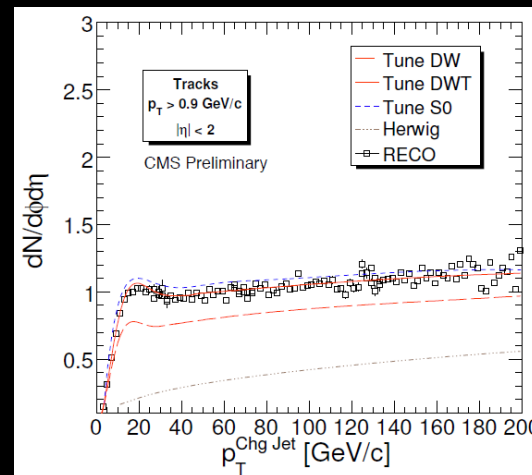 3
2.5
2
1.5
1
0.5
dN/dϕdη
Tracks
p_T > 0.9 GeV/c
|η| < 2
CMS Preliminary
Tune DW
Tune DWT
Tune S0
Herwig
RECO
0 20 40 60 80 100 120 140 160 180 200
p_T^Chg Jet [GeV/c]